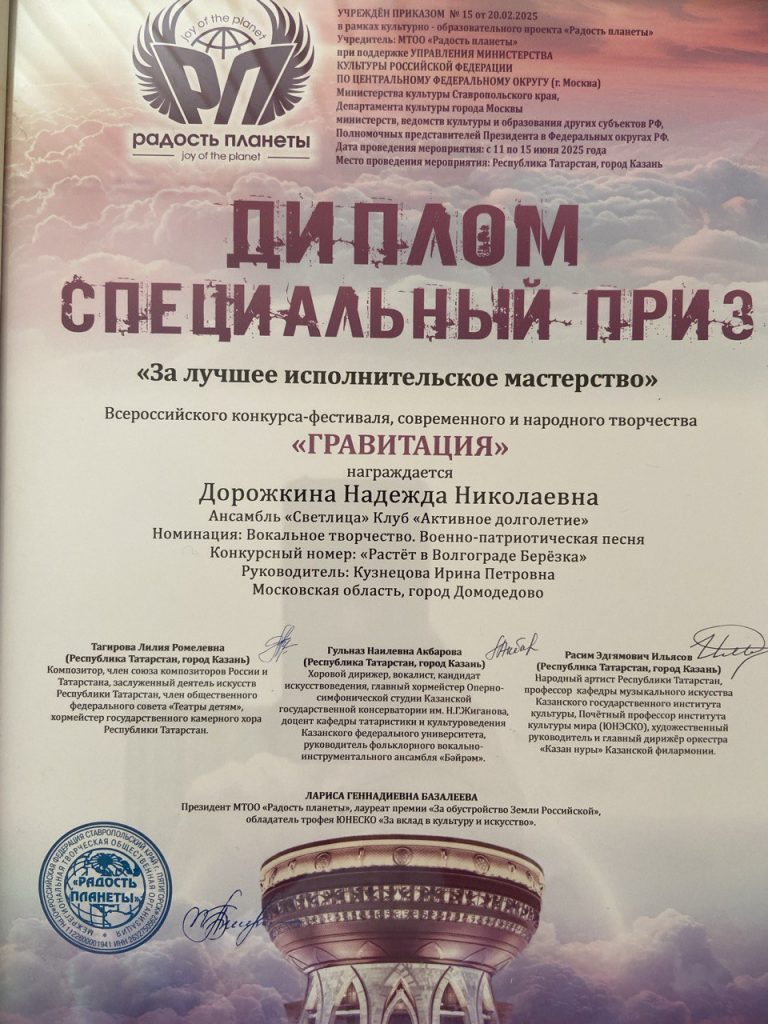 joy of the planet
РП
радость планеты
joy of the planet
УЧРЕЖДЁН ПРИКАЗОМ № 15 от 20.02.2025
в рамках культурно - образовательного проекта «Радость планеты»
Учредитель: МТОО «Радость планеты»
при поддержке УПРАВЛЕНИЯ МИНИСТЕРСТВА
КУЛЬТУРЫ РОССИЙСКОЙ ФЕДЕРАЦИИ
ПО ЦЕНТРАЛЬНОМУ ФЕДЕРАЛЬНОМУ ОКРУГУ (г. Москва)
Министерства культуры Ставропольского края,
Департамента культуры города Москвы
министерств, ведомств культуры и образования других субъектов РФ,
Полномочных представителей Президента в Федеральных округах РФ.
Дата проведения мероприятия: с 11 по 15 июня 2025 года
Место проведения мероприятия: Республика Татарстан, город Казань
ДИПЛОМ
СПЕЦИАЛЬНЫЙ ПРИЗ
«За лучшее исполнительское мастерство»
Всероссийского конкурса-фестиваля, современного и народного творчества
«ГРАВИТАЦИЯ»
награждается
Дорожкина Надежда Николаевна
Ансамбль «Светлица» Клуб «Активное долголетие»
Номинация: Вокальное творчество. Военно-патриотическая песня
Конкурсный номер: «Растёт в Волгограде Берёзка»
Руководитель: Кузнецова Ирина Петровна
Московская область, город Домодедово
Тагирова Лилия Ромелевна
(Республика Татарстан, город Казань)
Композитор, член союза композиторов России и
Татарстана, заслуженный деятель искусств
Республики Татарстан, член общественного
федерального совета «Театры детям»,
хормейстер государственного камерного хора
Республики Татарстан.
Гульназ Наилевна Акбарова
(Республика Татарстан, город Казань)
Хоровой дирижер, вокалист, кандидат
искусствоведения, главный хормейстер Оперно-
симфонической студии Казанской
государственной консерватории им. Н.Г.Жиганова,
доцент кафедры татаристики и культуроведения
Казанского федерального университета,
руководитель фольклорного вокально-
инструментального ансамбля «Бәйрәм».
Расим Эдгямович Ильясов
(Республика Татарстан, город Казань)
Народный артист Республики Татарстан,
профессор кафедры музыкального искусства
Казанского государственного института
культуры, Почётный профессор института
культуры мира (ЮНЭСКО), художественный
руководитель и главный дирижёр оркестра
«Казан нуры» Казанской филармонии.
ЛАРИСА ГЕННАДИЕВНА БАЗАЛЕЕВА
Президент МТОО «Радость планеты», лауреат премии «За обустройство Земли Российской»,
обладатель трофея ЮНЕСКО «За вклад в культуру и искусство».
РОССИЙСКАЯ ФЕДЕРАЦИЯ СТАВРОПОЛЬСКИЙ КРАЙ г. ПЯТИГОРСК
МЕЖРЕГИОНАЛЬНАЯ ТВОРЧЕСКАЯ ОБЩЕСТВЕННАЯ ОРГАНИЗАЦИЯ
«РАДОСТЬ
ПЛАНЕТЫ»